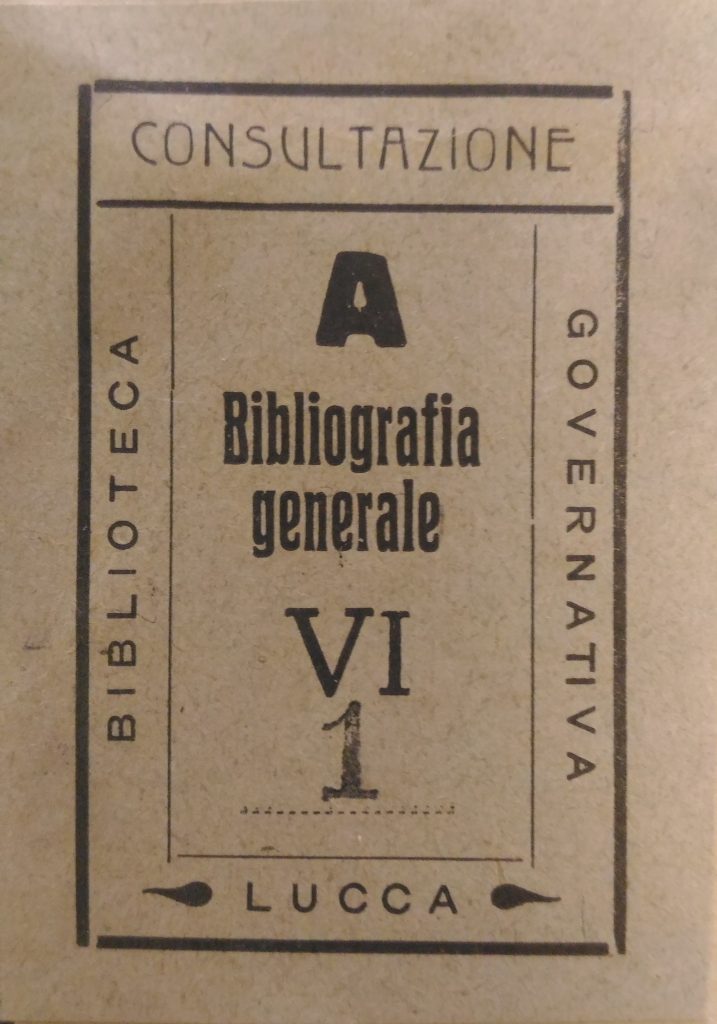 CONSULTAZIONE
BIBLIOTECA
A
Bibliografia
generale
VI
1
GOVERNATIVA
LUCCA